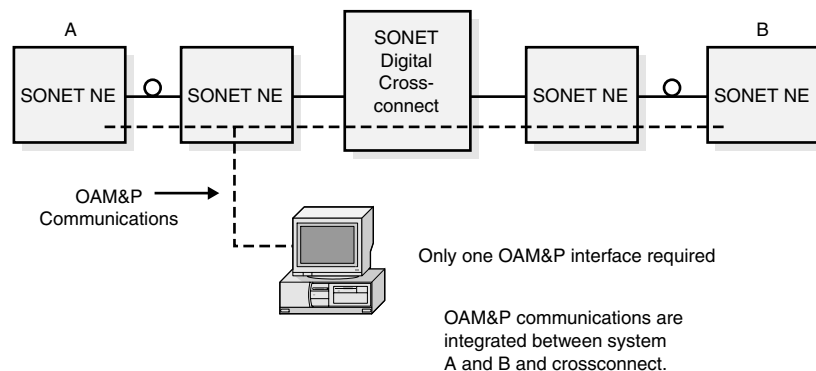 A
B
SONET NE
SONET NE
SONET
Digital
Cross-
connect
SONET NE
SONET NE
OAM&P
Communications
Only one OAM&P interface required
OAM&P communications are
integrated between system
A and B and crossconnect.